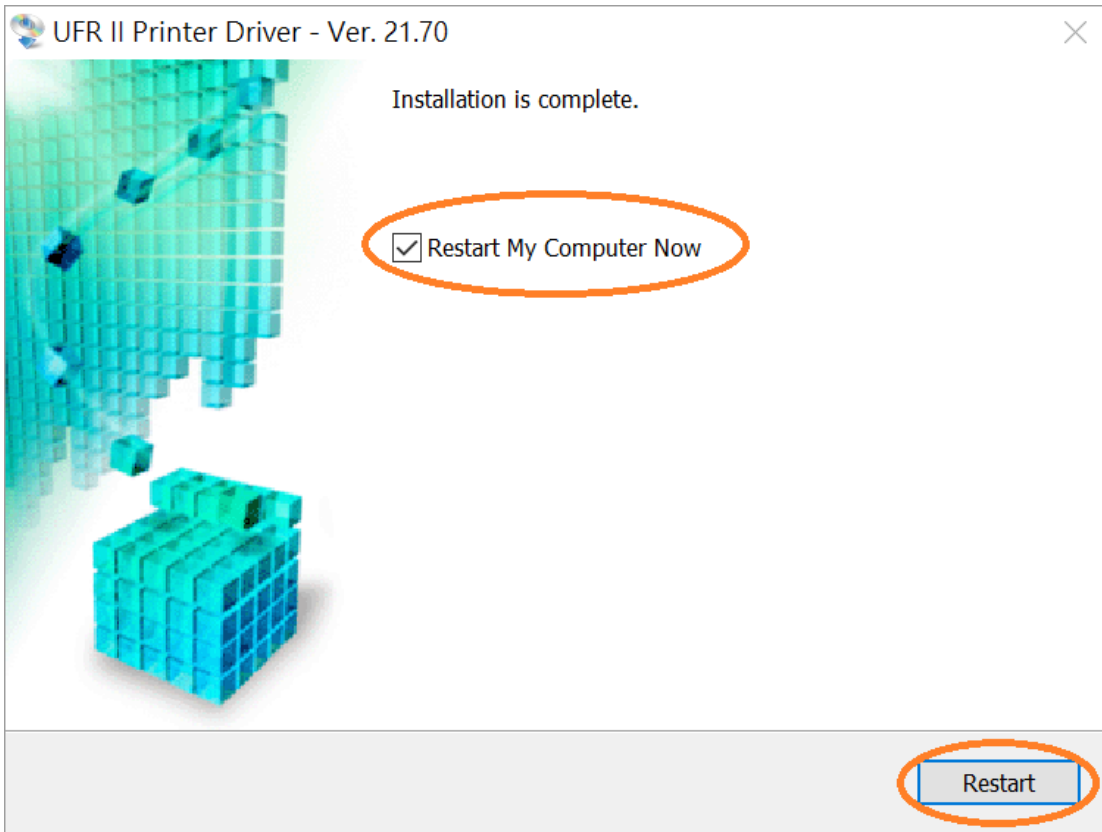 UFR II Printer Driver - Ver. 21.70
Installation is complete.
Restart My Computer Now
Restart